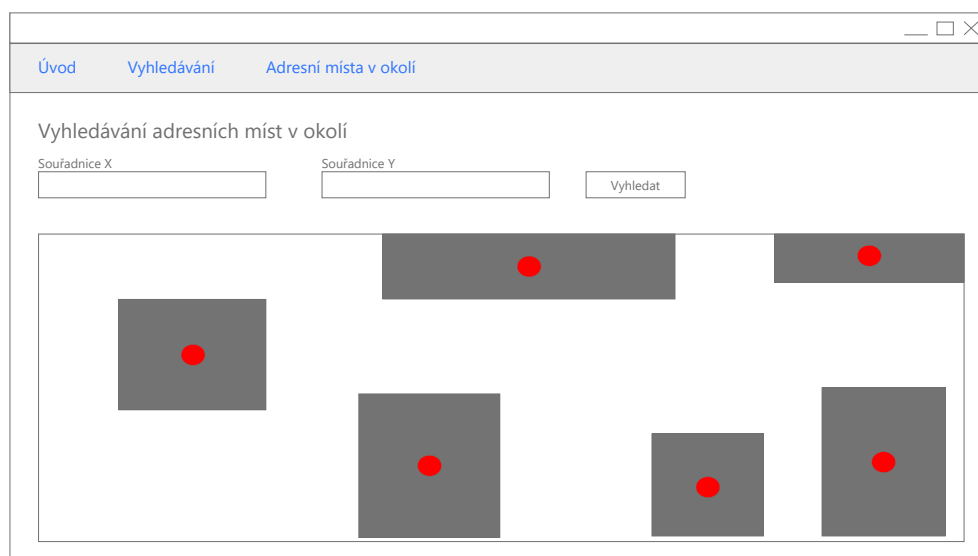 Úvod Vyhledávání Adresní místa v okolí
Vyhledávání adresních míst v okolí
Souřadnice X Souřadnice Y
Vyhledat